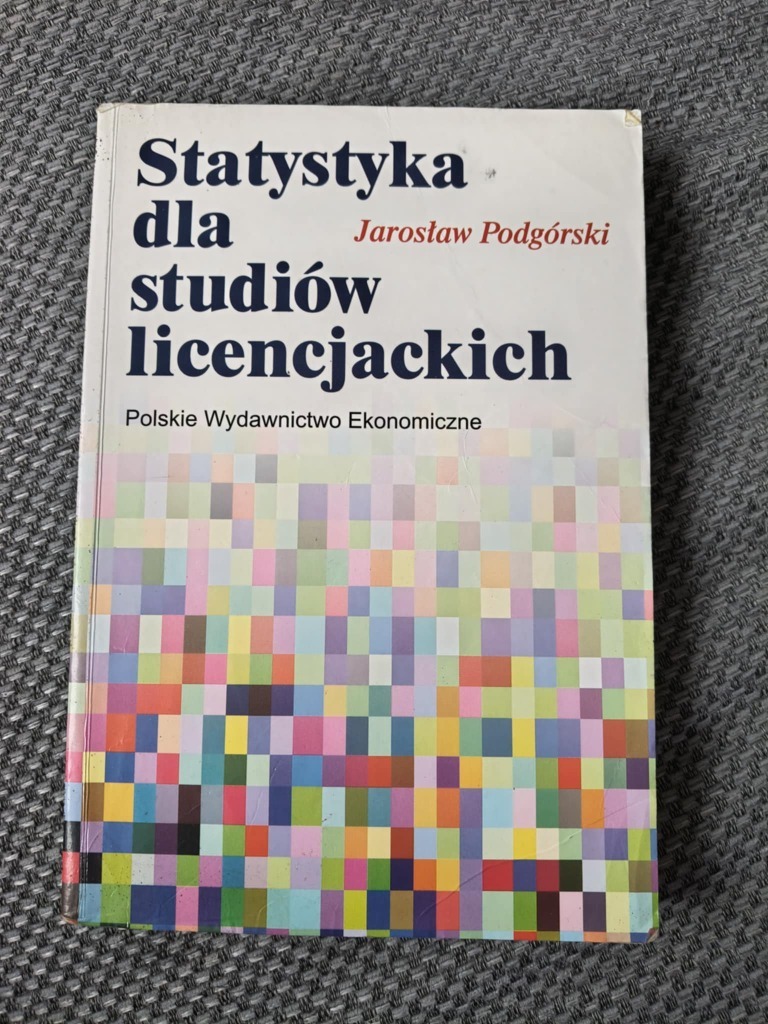 Statystyka
dla
Jarosław Podgórski
studiów
licencjackich
Polskie Wydawnictwo Ekonomiczne